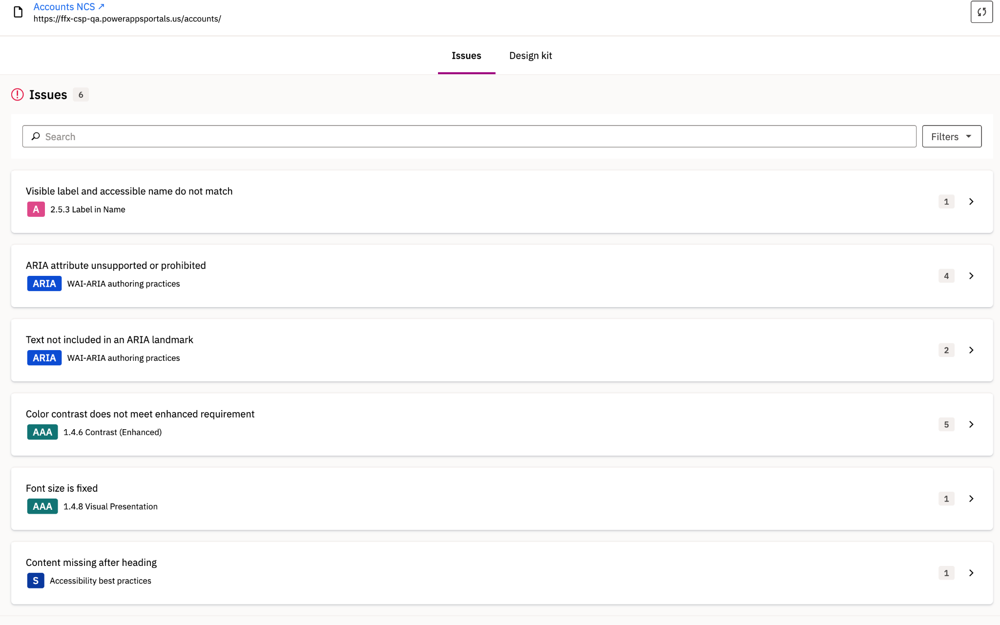 Accounts NCS ↗
https://ffx-csp-qa.powerappsportals.us/accounts/
Issues
Design kit
Issues 6
Search
Filters
Visible label and accessible name do not match
A 2.5.3 Label in Name
1
ARIA attribute unsupported or prohibited
ARIA WAI-ARIA authoring practices
4
Text not included in an ARIA landmark
ARIA WAI-ARIA authoring practices
2
Color contrast does not meet enhanced requirement
AAA 1.4.6 Contrast (Enhanced)
5
Font size is fixed
AAA 1.4.8 Visual Presentation
1
Content missing after heading
S Accessibility best practices
1